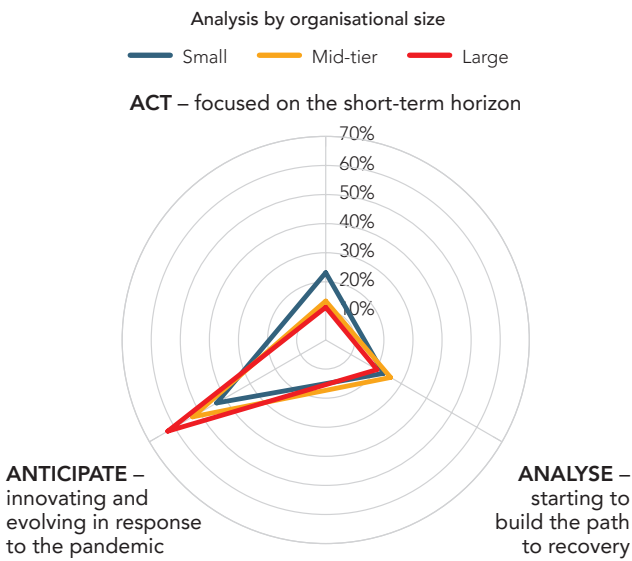 Analysis by organisational size
Small Mid-tier Large
ACT – focused on the short-term horizon
70%
60%
50%
40%
30%
20%
10%
ANTICIPATE –
innovating and
evolving in response
to the pandemic
ANALYSE –
starting to
build the path
to recovery